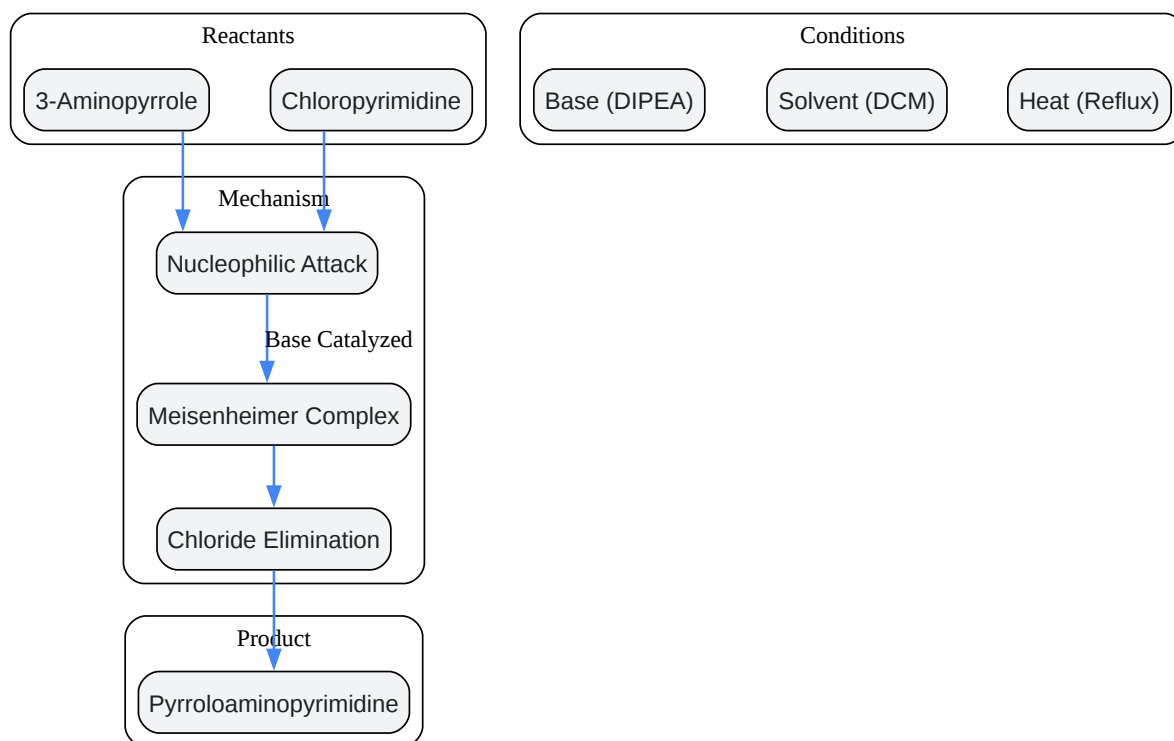 Reactants
3-Aminopyrrole
Chloropyrimidine
Conditions
Base (DIPEA)
Solvent (DCM)
Heat (Reflux)
Mechanism
Nucleophilic Attack
Base Catalyzed
Meisenheimer Complex
Chloride Elimination
Product
Pyrroloaminopyrimidine